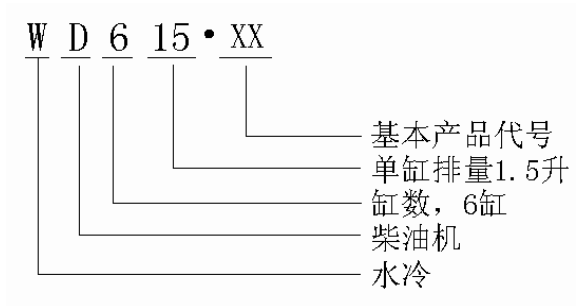 W D 6 15·XX
基本产品代号
单缸排量1.5升
缸数，6缸
柴油机
水冷